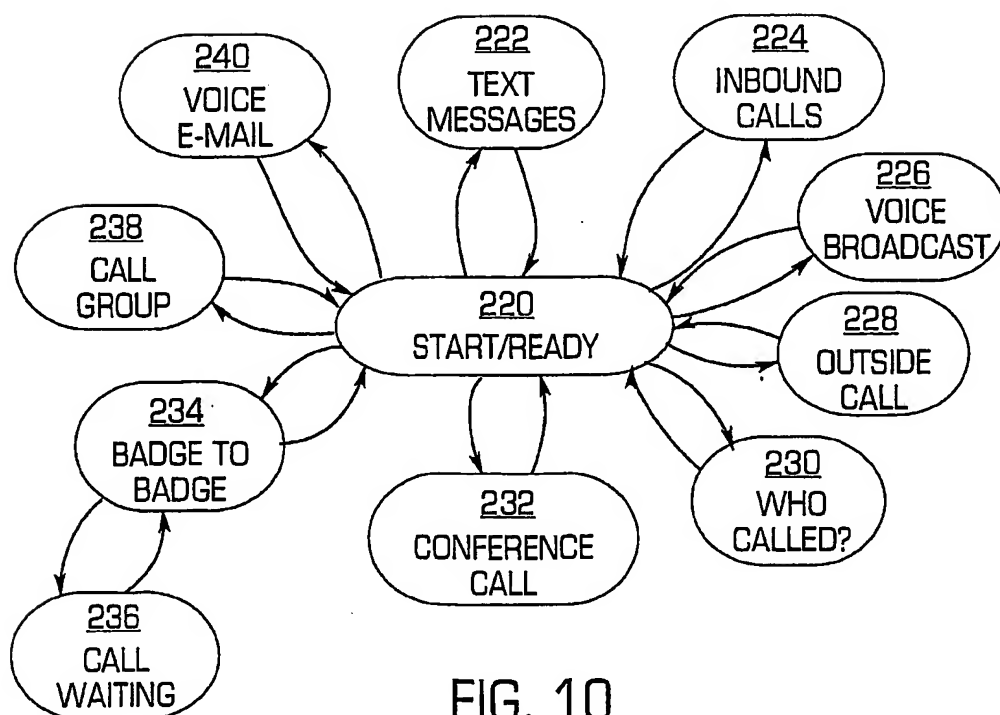 240
VOICE
E-MAIL
222
TEXT
MESSAGES
224
INBOUND
CALLS
226
VOICE
BROADCAST
238
CALL
GROUP
220
START/READY
228
OUTSIDE
CALL
234
BADGE TO
BADGE
232
CONFERENCE
CALL
230
WHO
CALLED?
236
CALL
WAITING
FIG. 10